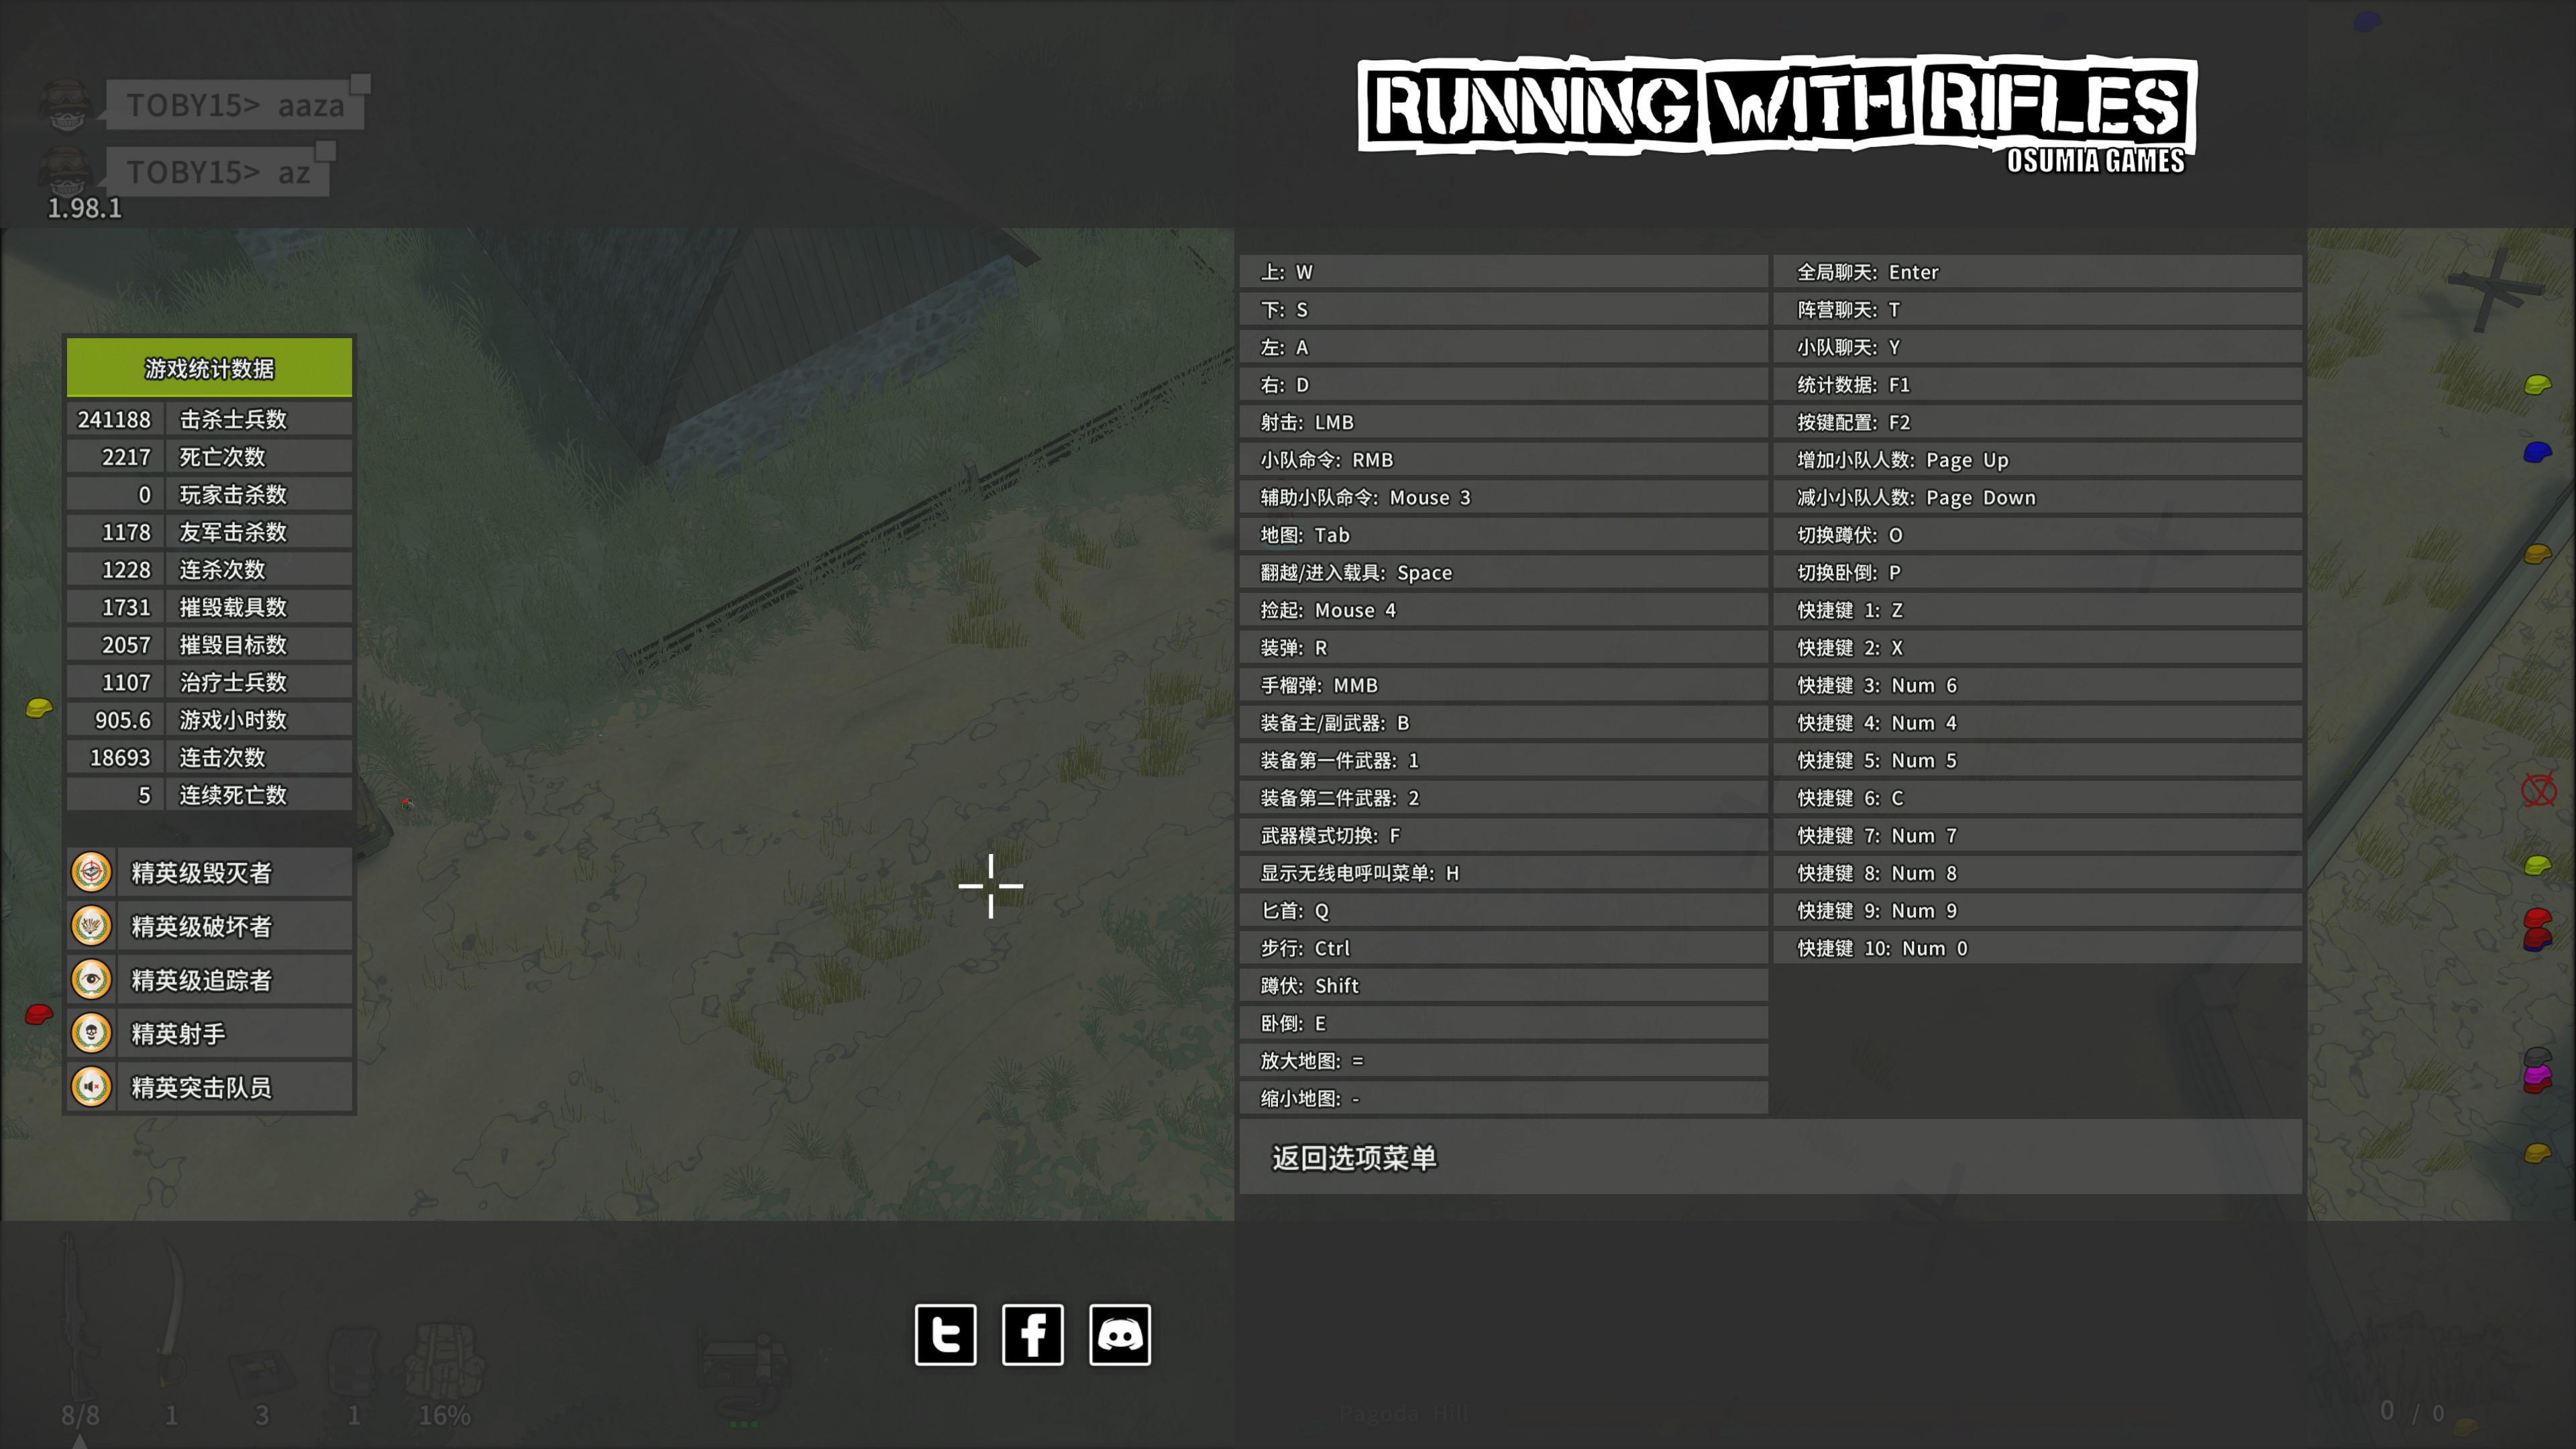 RUNNING WITH RIFLES
OSUMIA GAMES
TOBY15> aaza
TOBY15> az
1.98.1
游戏统计数据
241188 击杀士兵数
2217 死亡次数
0 玩家击杀数
1178 友军击杀数
1228 连杀次数
1731 摧毁载具数
2057 摧毁目标数
1107 治疗士兵数
905.6 游戏小时数
18693 连击次数
5 连续死亡数
精英级毁灭者
精英级破坏者
精英级追踪者
精英射手
精英突击队员
上: W
下: S
左: A
右: D
射击: LMB
小队命令: RMB
辅助小队命令: Mouse 3
地图: Tab
翻越/进入载具: Space
捡起: Mouse 4
装弹: R
手榴弹: MMB
装备主/副武器: B
装备第一件武器: 1
装备第二件武器: 2
武器模式切换: F
显示无线电呼叫菜单: H
匕首: Q
步行: Ctrl
蹲伏: Shift
卧倒: E
放大地图: =
缩小地图: -
全局聊天: Enter
阵营聊天: T
小队聊天: Y
统计数据: F1
按键配置: F2
增加小队人数: Page Up
减小小队人数: Page Down
切换蹲伏: O
切换卧倒: P
快捷键 1: Z
快捷键 2: X
快捷键 3: Num 6
快捷键 4: Num 4
快捷键 5: Num 5
快捷键 6: C
快捷键 7: Num 7
快捷键 8: Num 8
快捷键 9: Num 9
快捷键 10: Num 0
返回选项菜单
8/8 1 3 1 16%
Pagoda Hill
0 / 0